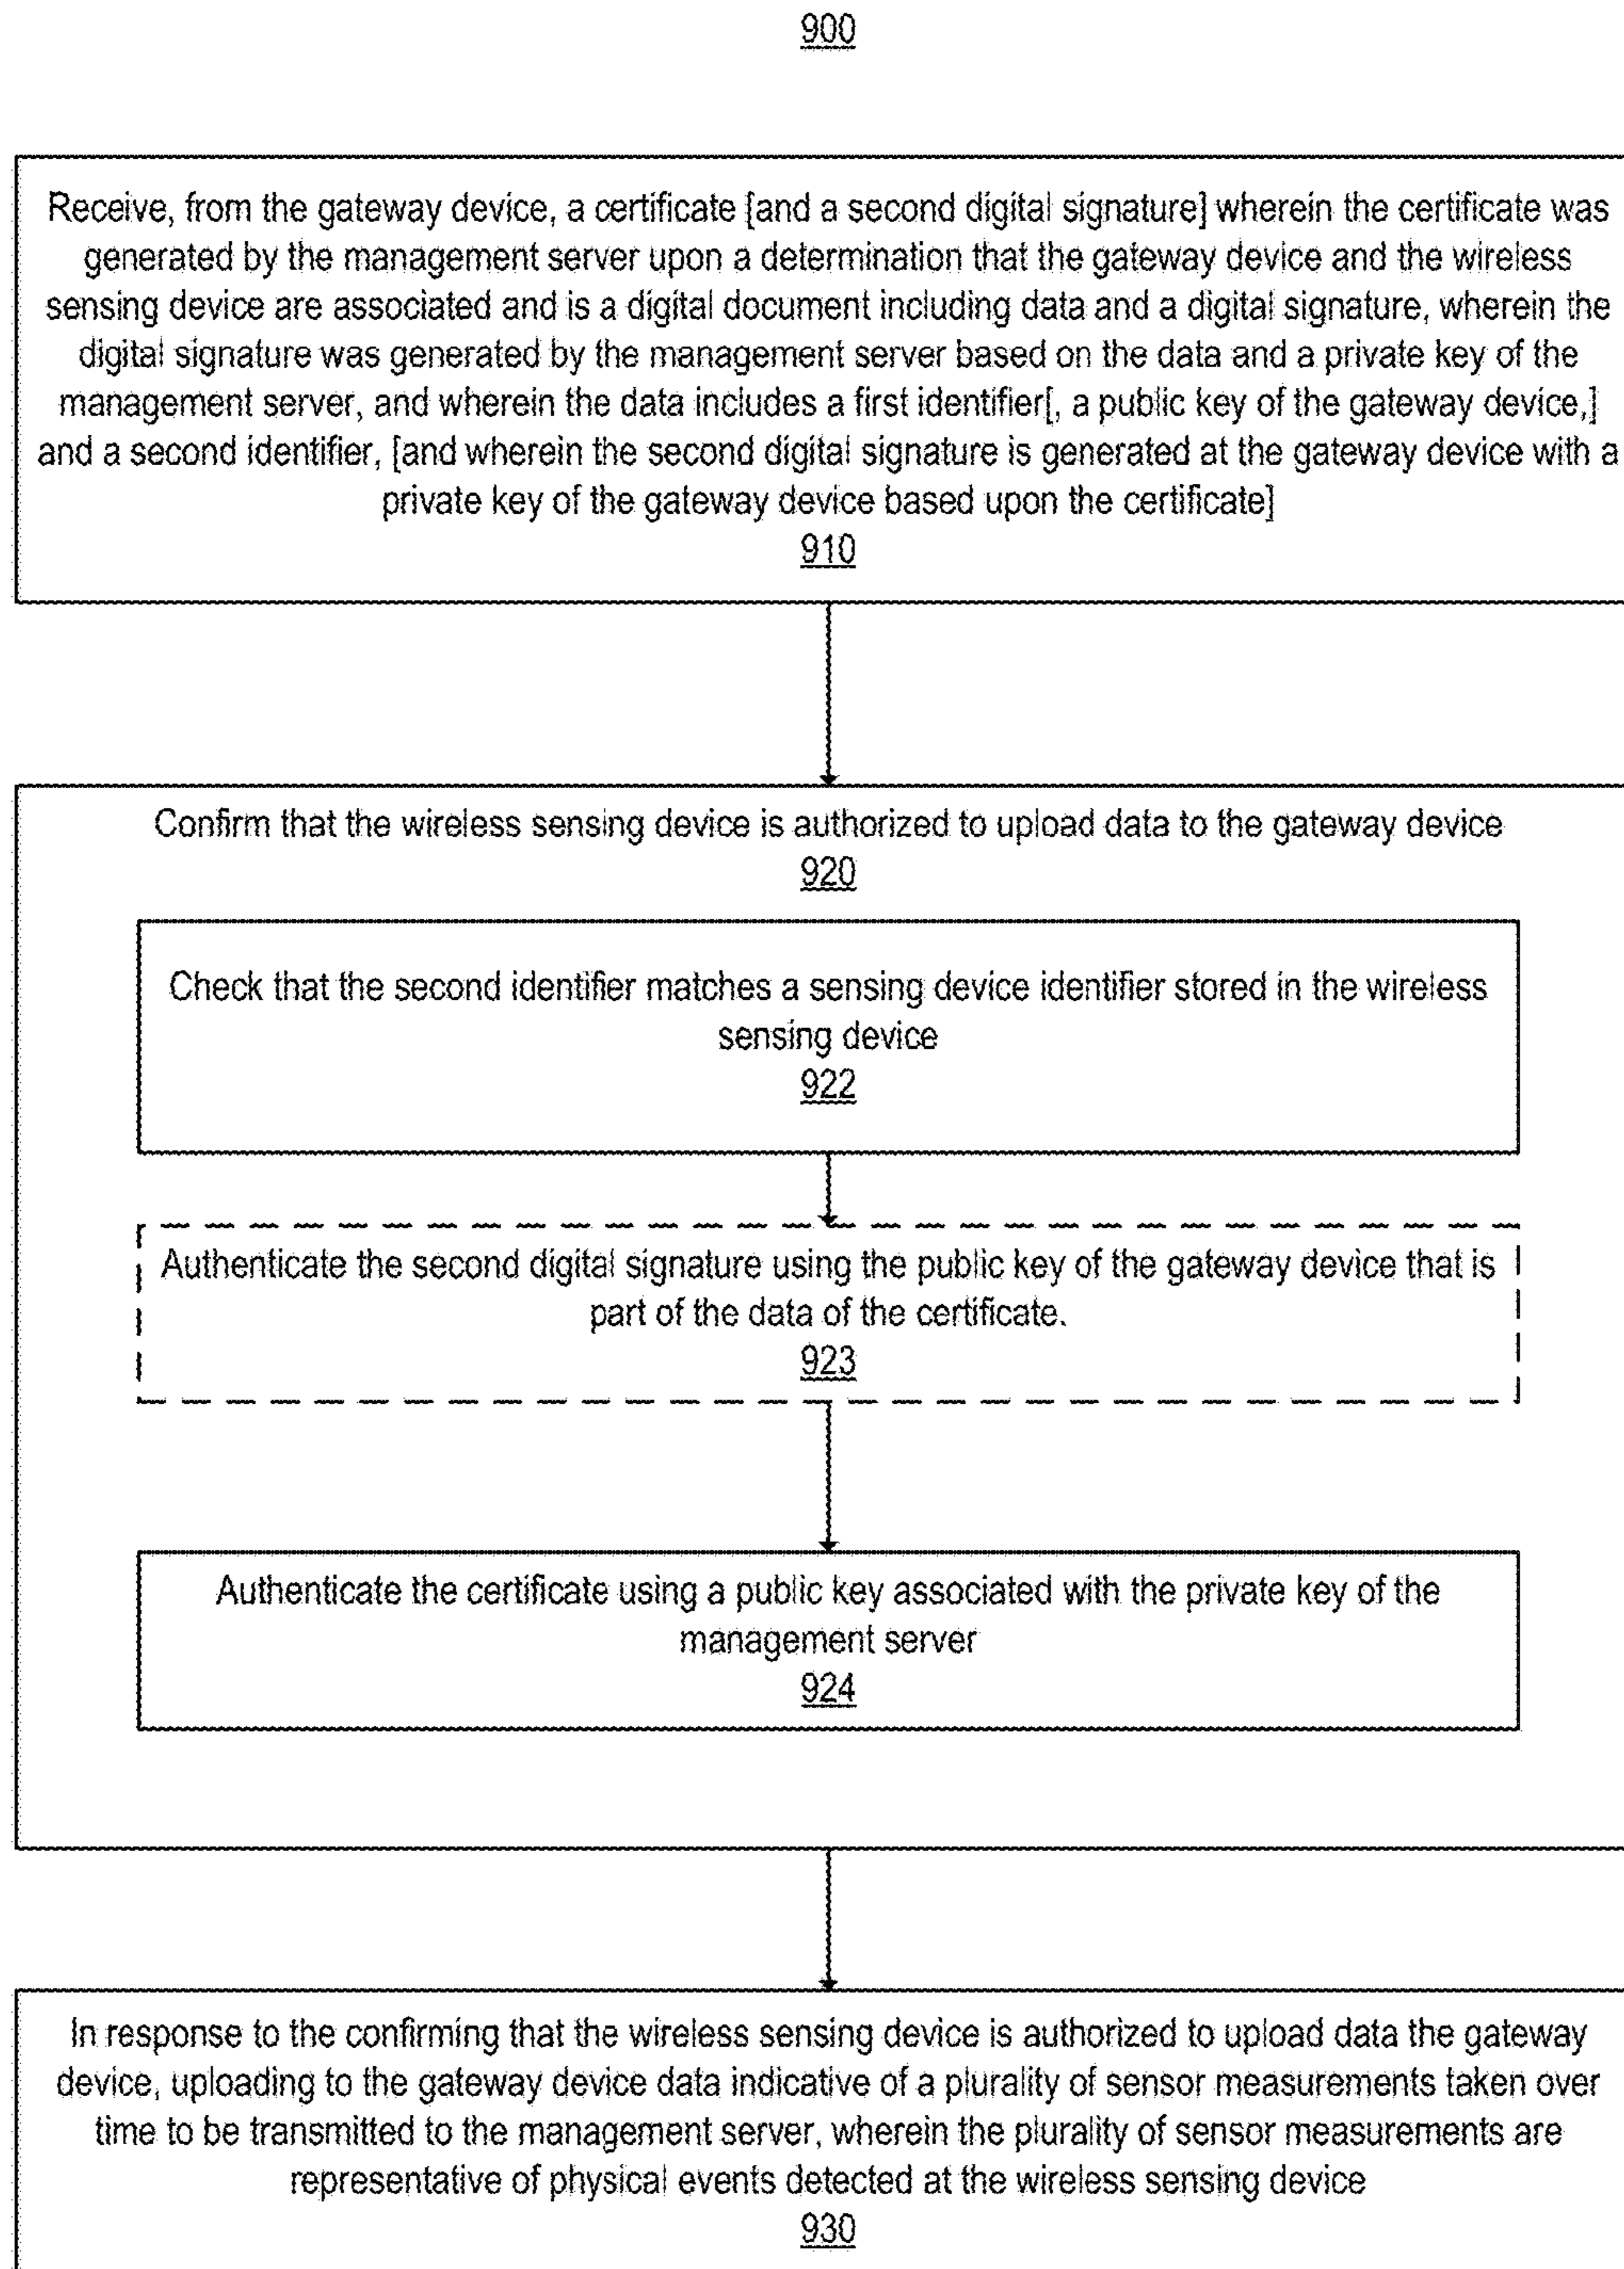 900
Receive, from the gateway device, a certificate [and a second digital signature] wherein the certificate was
generated by the management server upon a determination that the gateway device and the wireless
sensing device are associated and is a digital document including data and a digital signature, wherein the
digital signature was generated by the management server based on the data and a private key of the
management server, and wherein the data includes a first identifier[, a public key of the gateway device,]
and a second identifier, [and wherein the second digital signature is generated at the gateway device with a
private key of the gateway device based upon the certificate]
910
Confirm that the wireless sensing device is authorized to upload data to the gateway device
920
Check that the second identifier matches a sensing device identifier stored in the wireless
sensing device
922
Authenticate the second digital signature using the public key of the gateway device that is
part of the data of the certificate.
923
Authenticate the certificate using a public key associated with the private key of the
management server
924
In response to the confirming that the wireless sensing device is authorized to upload data the gateway
device, uploading to the gateway device data indicative of a plurality of sensor measurements taken over
time to be transmitted to the management server, wherein the plurality of sensor measurements are
representative of physical events detected at the wireless sensing device
930